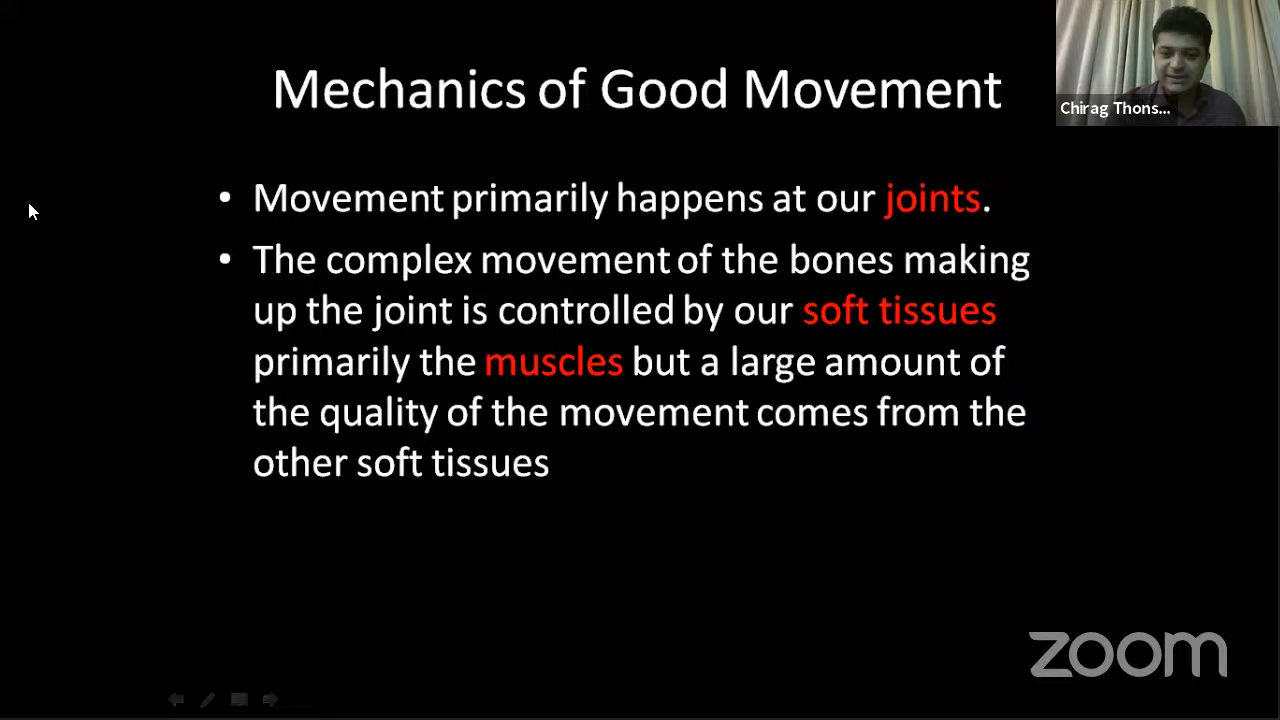 Mechanics of Good Movement
Chirag Thons...
• Movement primarily happens at our joints.
• The complex movement of the bones making
up the joint is controlled by our soft tissues
primarily the muscles but a large amount of
the quality of the movement comes from the
other soft tissues
zoom